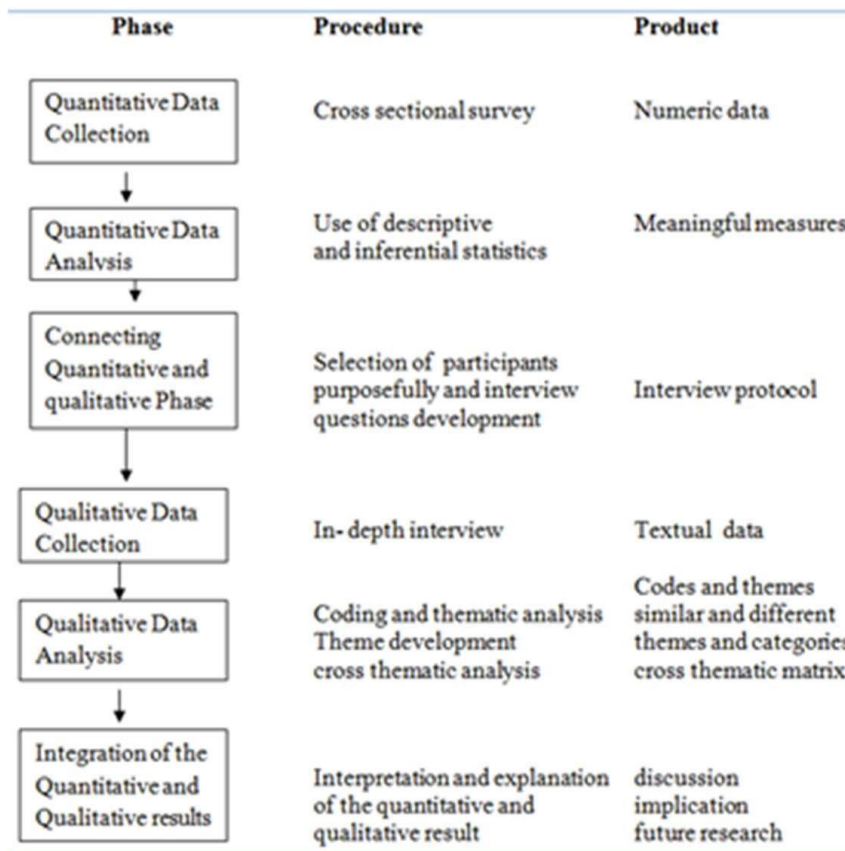 Phase Procedure Product
Quantitative Data
Collection
Cross sectional survey
Numeric data
Quantitative Data
Analysis
Use of descriptive
and inferential statistics
Meaningful measures
Connecting
Quantitative and
qualitative Phase
Selection of participants
purposefully and interview
questions development
Interview protocol
Qualitative Data
Collection
In- depth interview
Textual data
Qualitative Data
Analysis
Coding and thematic analysis
Theme development
cross thematic analysis
Codes and themes
similar and different
themes and categories
cross thematic matrix
Integration of the
Quantitative and
Qualitative results
Interpretation and explanation
of the quantitative and
qualitative result
discussion
implication
future research